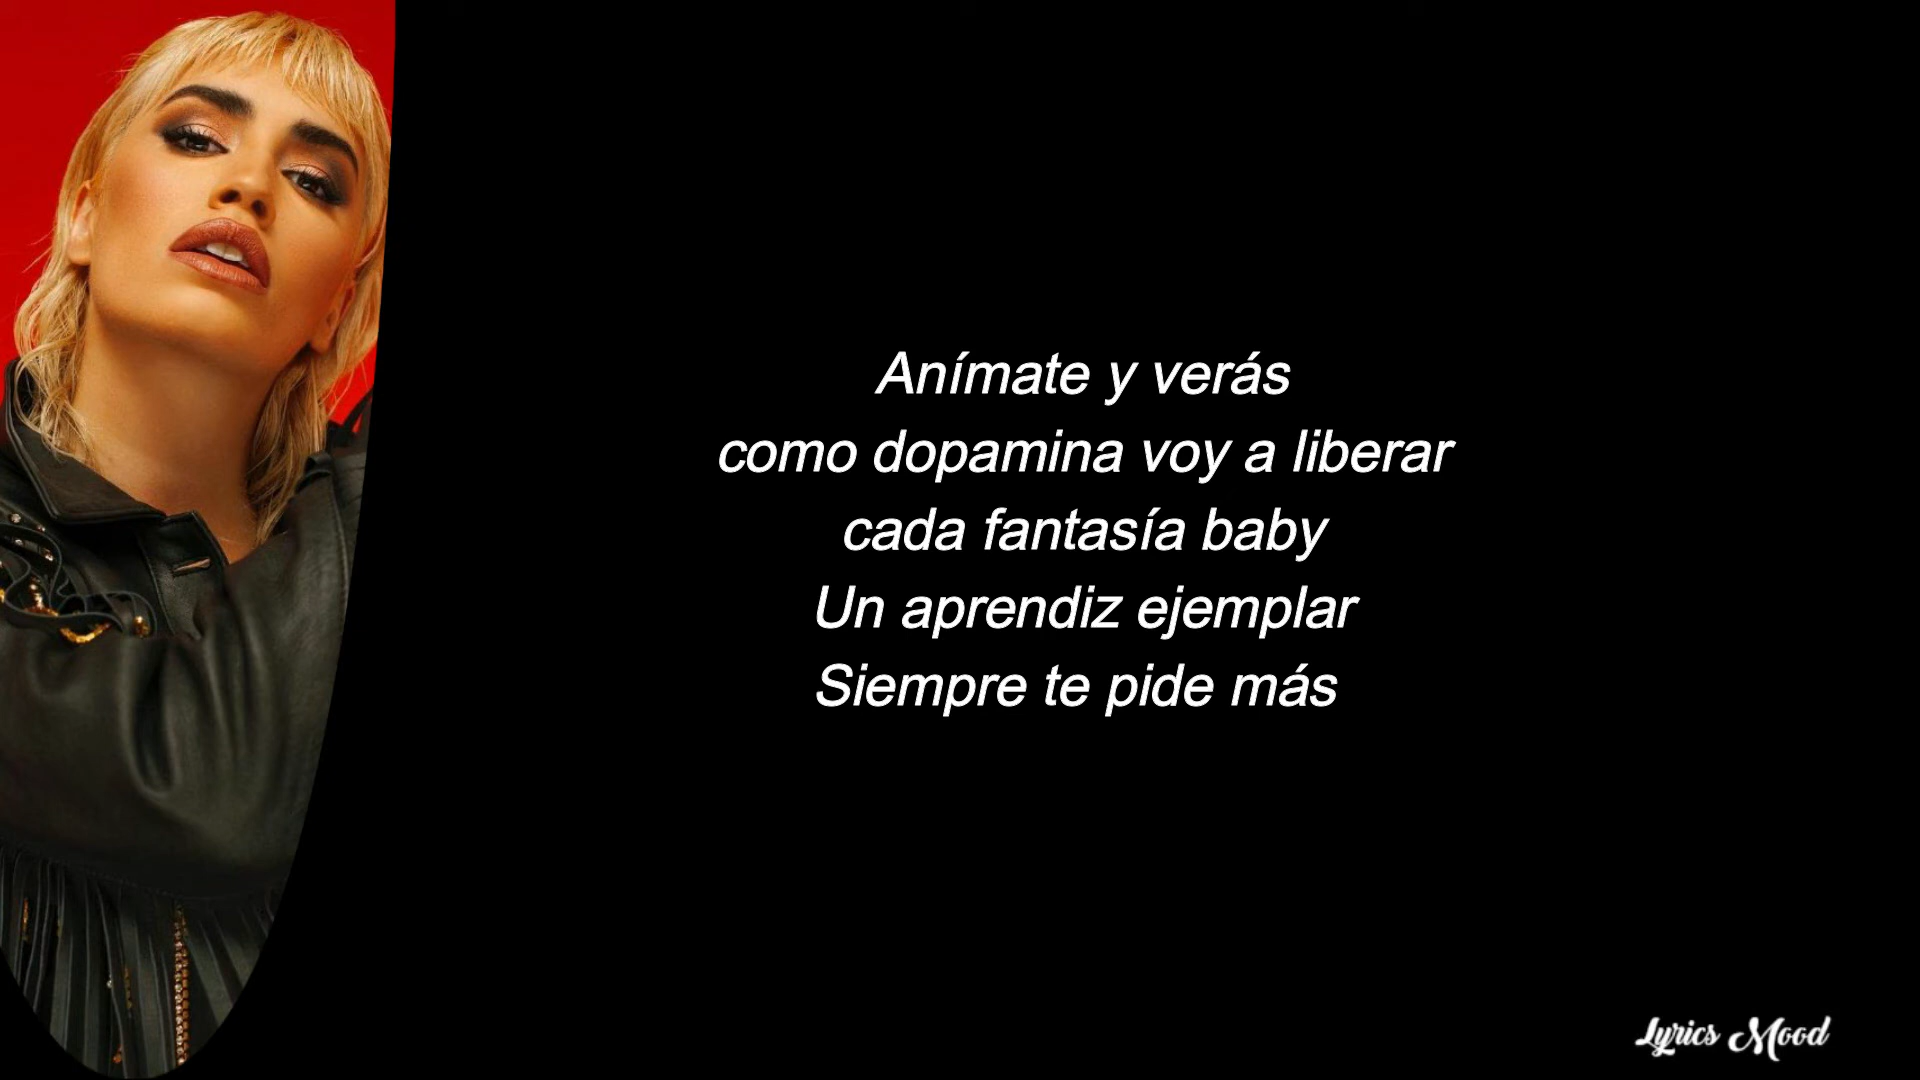 Anímate y verás
como dopamina voy a liberar
cada fantasía baby
Un aprendiz ejemplar
Siempre te pide más
Lyrics Mood